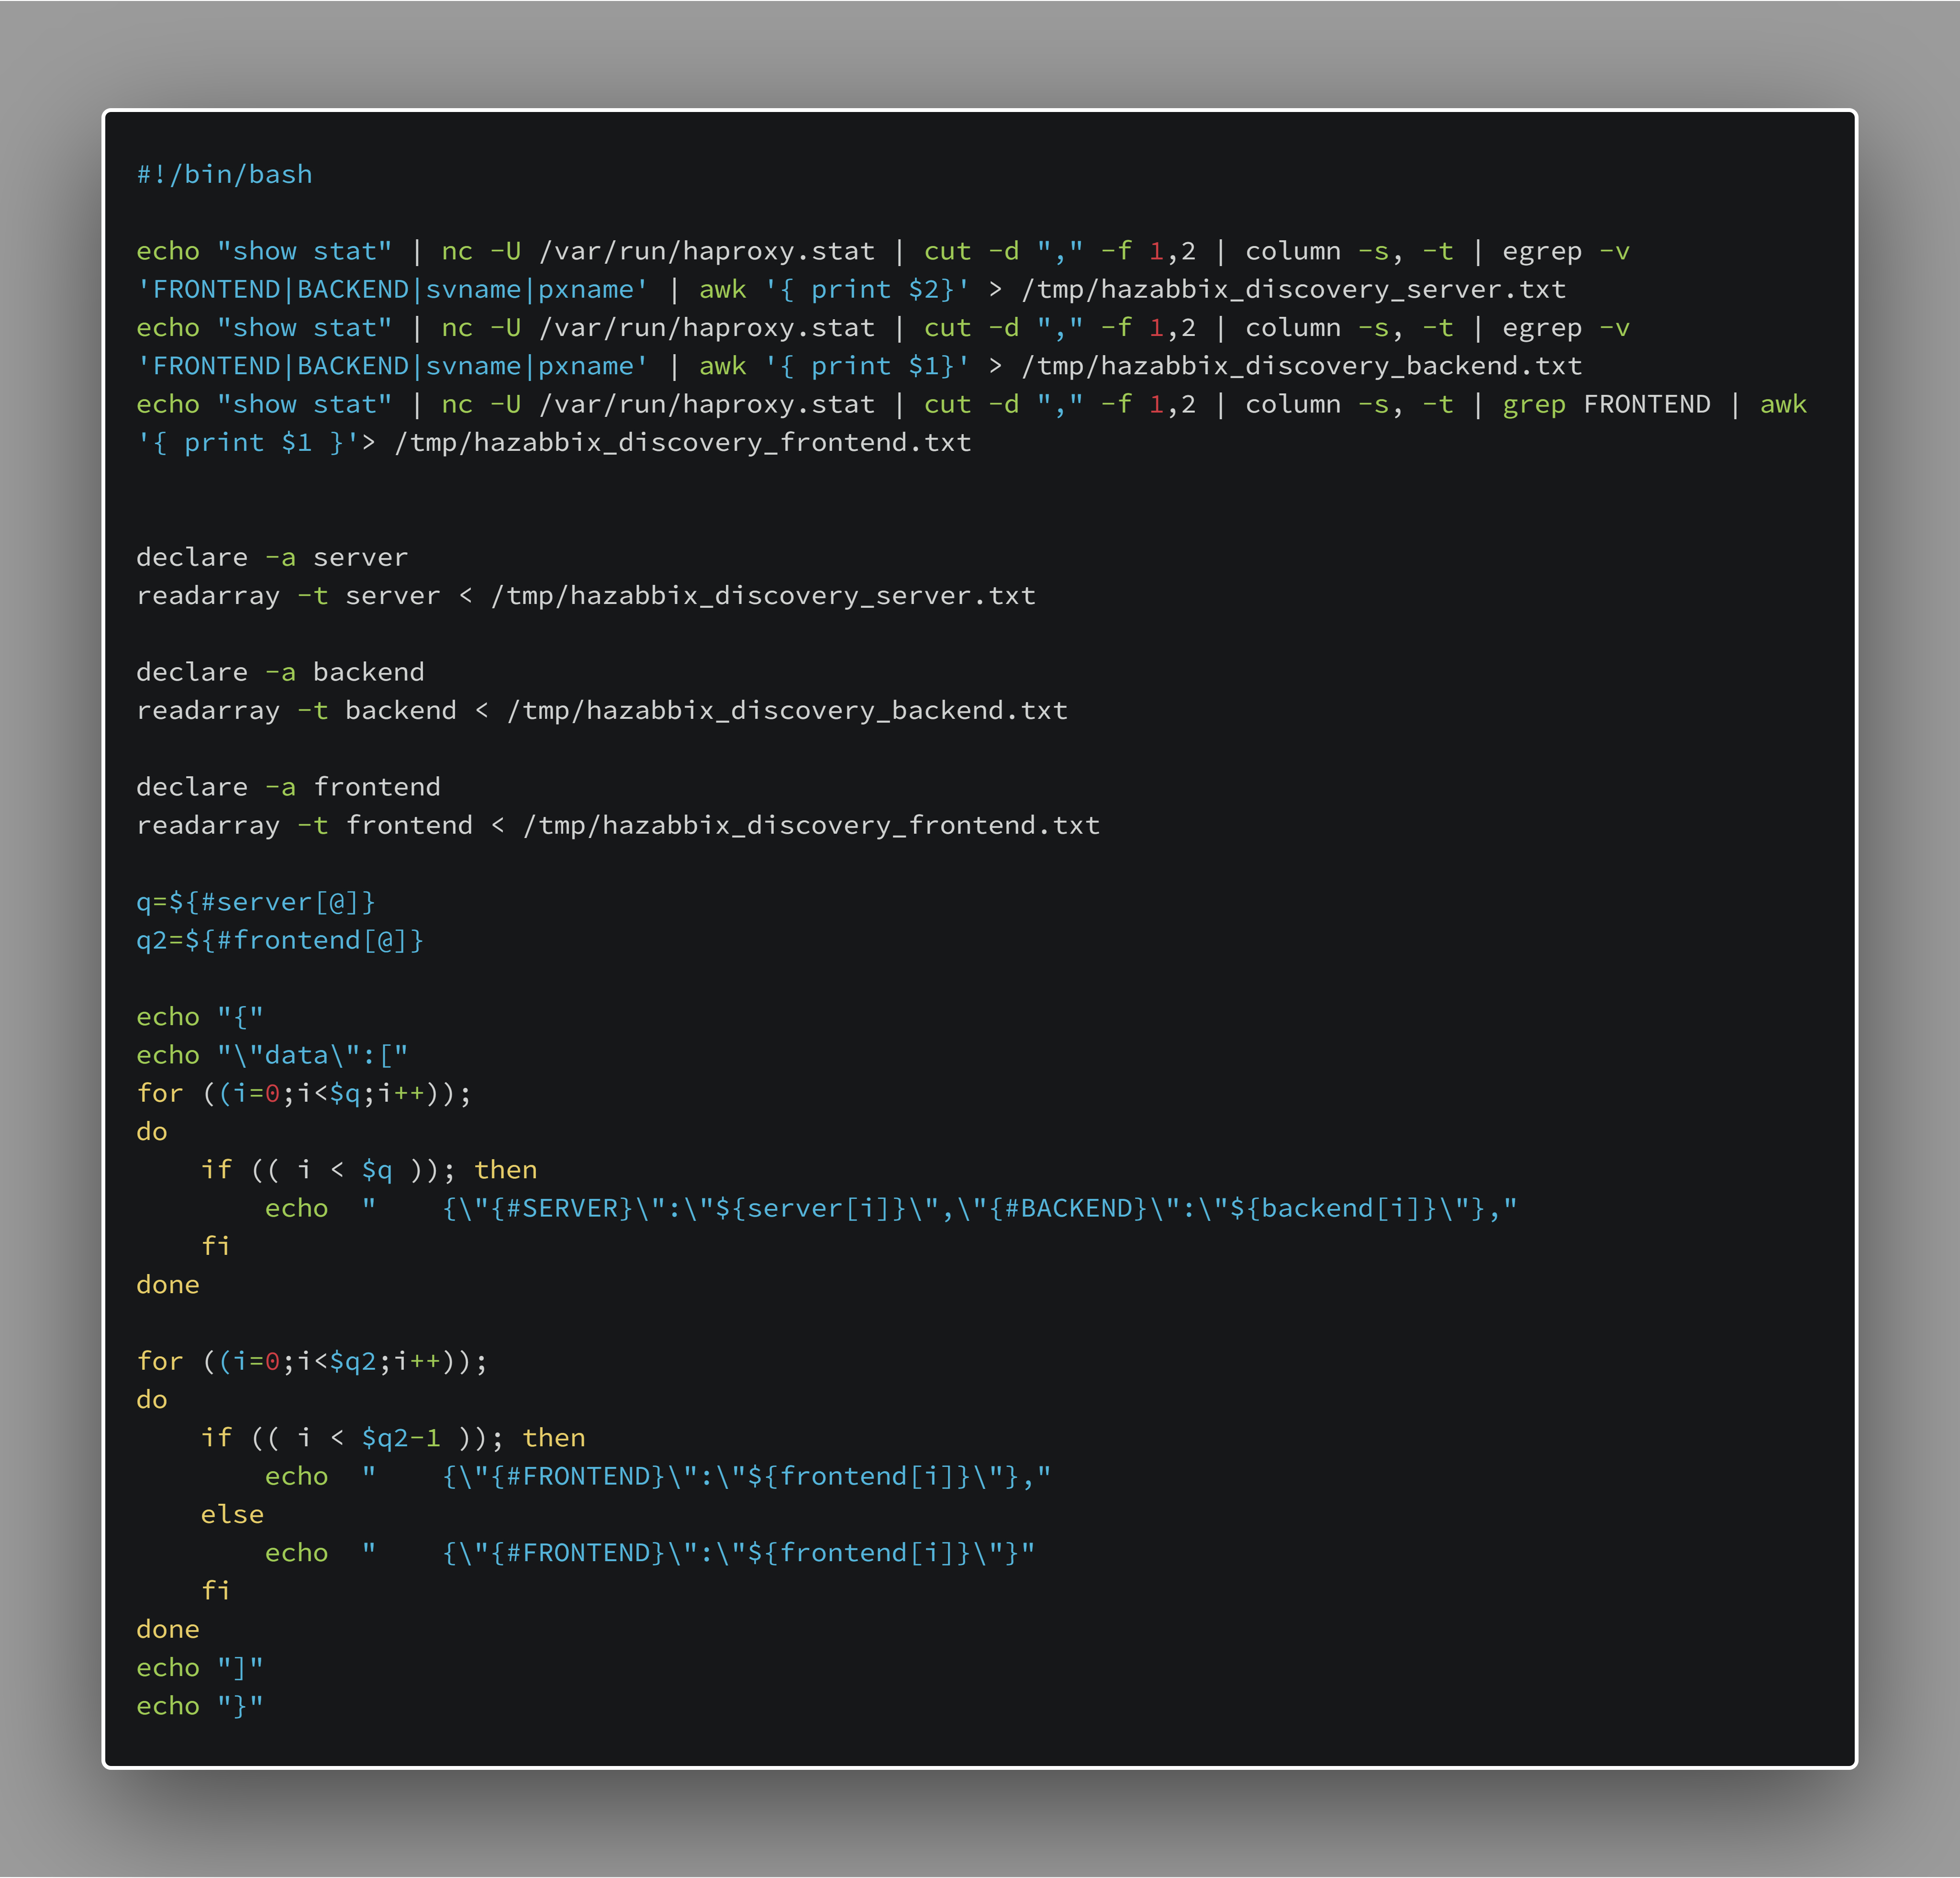 #!/bin/bash

echo "show stat" | nc -U /var/run/haproxy.stat | cut -d "," -f 1,2 | column -s, -t | egrep -v
'FRONTEND|BACKEND|svname|pxname' | awk '{ print $2}' > /tmp/hazabbix_discovery_server.txt
echo "show stat" | nc -U /var/run/haproxy.stat | cut -d "," -f 1,2 | column -s, -t | egrep -v
'FRONTEND|BACKEND|svname|pxname' | awk '{ print $1}' > /tmp/hazabbix_discovery_backend.txt
echo "show stat" | nc -U /var/run/haproxy.stat | cut -d "," -f 1,2 | column -s, -t | grep FRONTEND | awk
'{ print $1 }'> /tmp/hazabbix_discovery_frontend.txt


declare -a server
readarray -t server < /tmp/hazabbix_discovery_server.txt

declare -a backend
readarray -t backend < /tmp/hazabbix_discovery_backend.txt

declare -a frontend
readarray -t frontend < /tmp/hazabbix_discovery_frontend.txt

q=${#server[@]}
q2=${#frontend[@]}

echo "{"
echo "\"data\":["
for ((i=0;i<$q;i++));
do
    if (( i < $q )); then
        echo  "    {\"{#SERVER}\":\"${server[i]}\",\"{#BACKEND}\":\"${backend[i]}\"},"
    fi
done

for ((i=0;i<$q2;i++));
do
    if (( i < $q2-1 )); then
        echo  "    {\"{#FRONTEND}\":\"${frontend[i]}\"},"
    else
        echo  "    {\"{#FRONTEND}\":\"${frontend[i]}\"}"
    fi
done
echo "]"
echo "}"